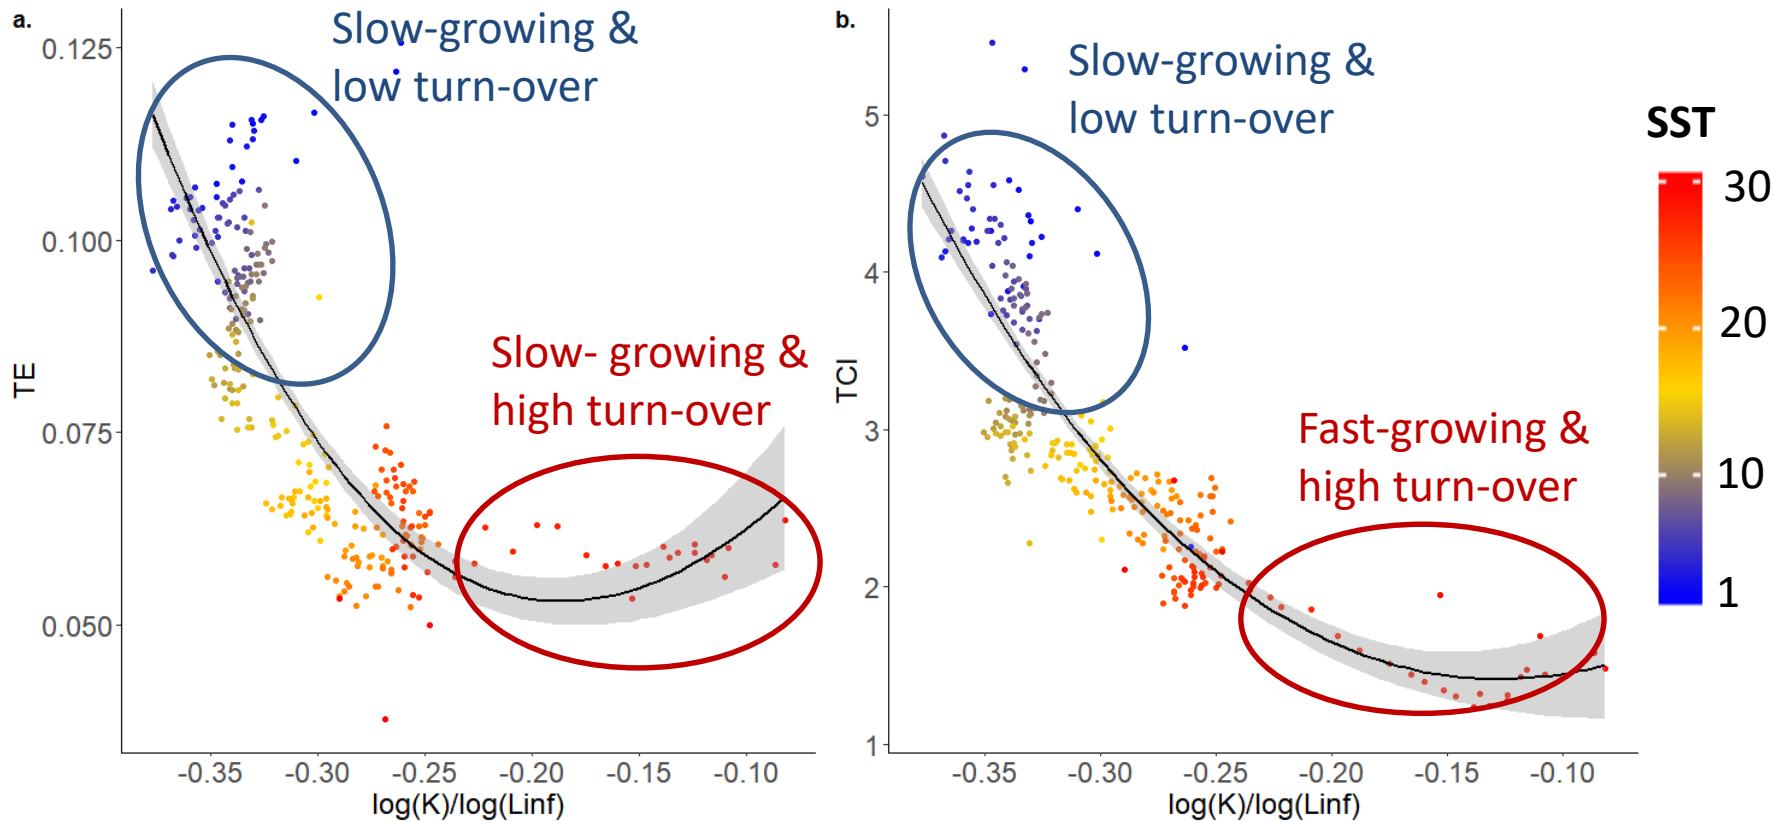 a.
Slow-growing &
low turn-over
0.125
0.100
0.075
0.050
TE
Slow- growing &
high turn-over
-0.35 -0.30 -0.25 -0.20 -0.15 -0.10
log(K)/log(Linf)
b.
Slow-growing &
low turn-over
5
4
3
2
1
TCI
Fast-growing &
high turn-over
-0.35 -0.30 -0.25 -0.20 -0.15 -0.10
log(K)/log(Linf)
SST
30
20
10
1